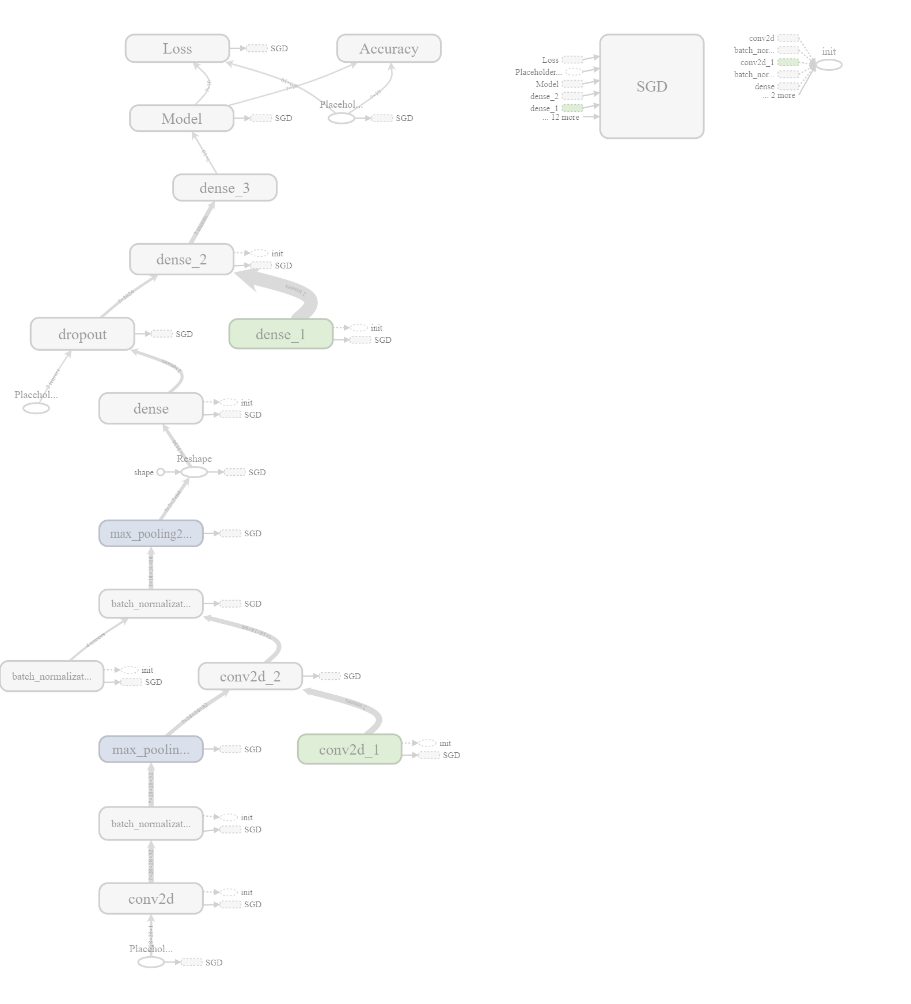 Loss
SGD
Accuracy
Placehol...
Model
SGD
SGD
dense_3
dense_2
init
SGD
dropout
SGD
dense_1
init
SGD
Placehol...
dense
init
SGD
Reshape
shape
SGD
max_pooling2...
SGD
batch_normalizat...
SGD
batch_normalizat...
init
SGD
conv2d_2
SGD
max_poolin...
SGD
conv2d_1
init
SGD
batch_normalizat...
init
SGD
conv2d
init
SGD
Placehol...
SGD
Loss
Placeholder...
Model
dense_2
dense_1
... 12 more
SGD
conv2d
batch_nor...
conv2d_1
batch_nor...
dense
... 2 more
init